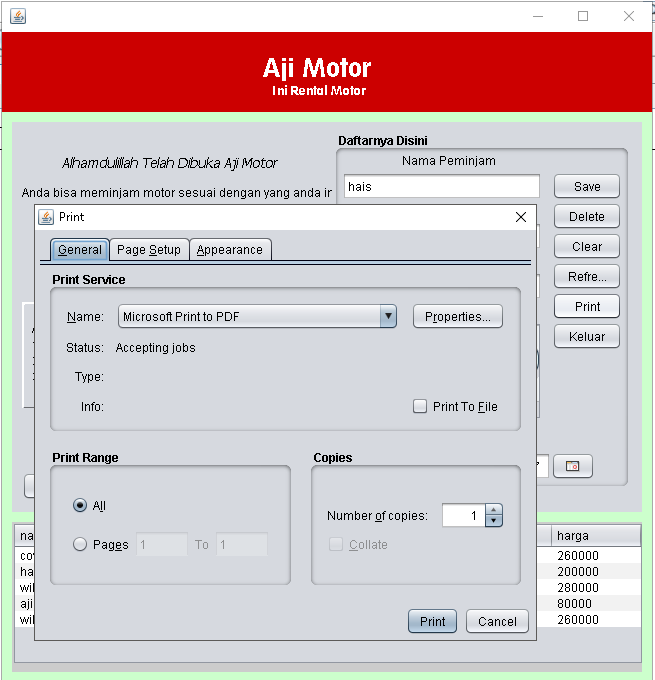 Aji Motor
Ini Rental Motor
Alhamdulillah Telah Dibuka Aji Motor
Anda bisa meminjam motor sesuai dengan yang anda ir
Daftarnya Disini
Nama Peminjam
hais
Save
Delete
Clear
Refre...
Print
Keluar
Print
General
Page Setup
Appearance
Print Service
Name:
Microsoft Print to PDF
Properties...
Status:
Accepting jobs
Type:
Info:
Print To File
Print Range
All
Pages
1
To
1
Copies
Number of copies:
1
Collate
Print
Cancel
na
harga
co
260000
ha
200000
wil
280000
aji
80000
wil
260000